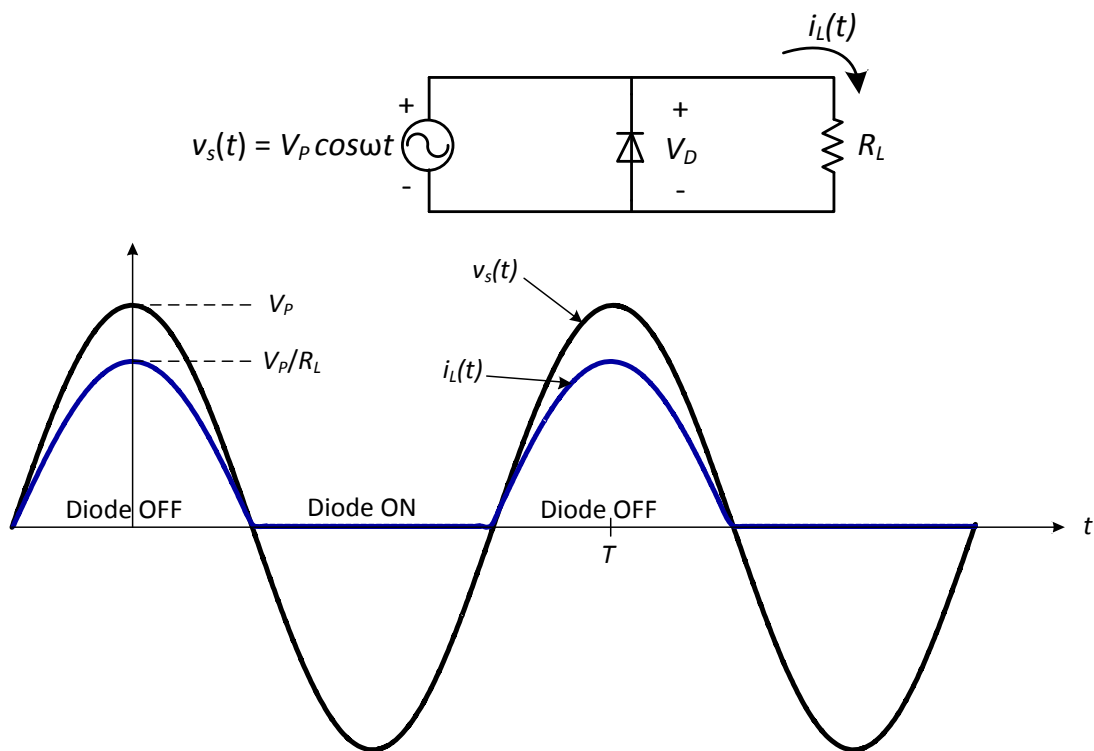 i_L(t)
+
+
v_s(t) = V_P cosωt
V_D
R_L
-
-
v_s(t)
V_P
V_P/R_L
i_L(t)
Diode OFF
Diode ON
Diode OFF
t
T